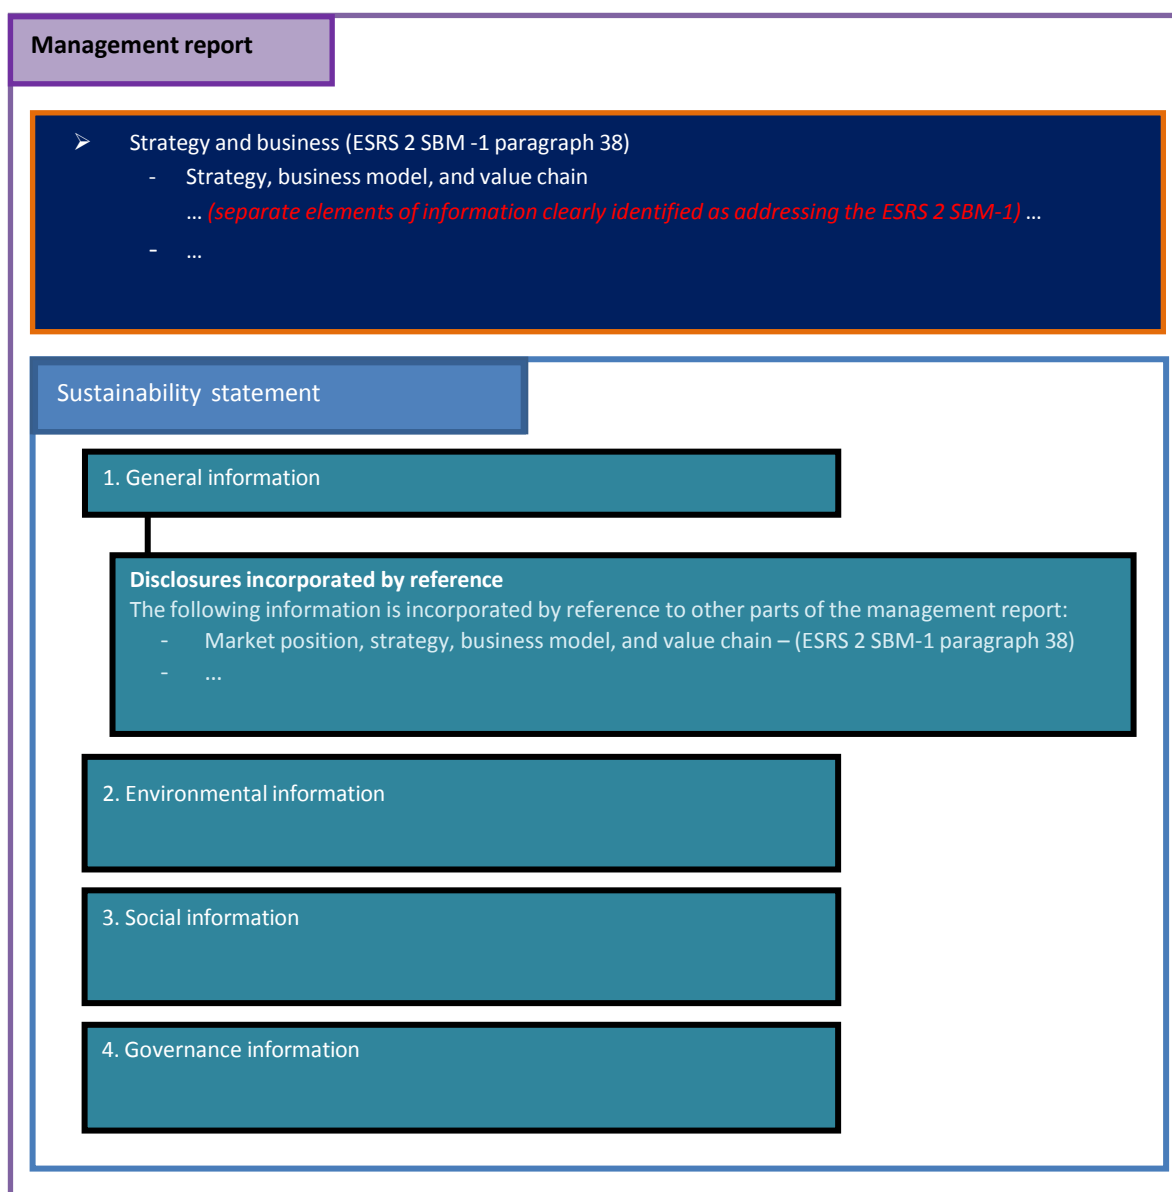 Management report
➢ Strategy and business (ESRS 2 SBM -1 paragraph 38)
- Strategy, business model, and value chain
... (separate elements of information clearly identified as addressing the ESRS 2 SBM-1) ...
- ...
Sustainability statement
1. General information
Disclosures incorporated by reference
The following information is incorporated by reference to other parts of the management report:
- Market position, strategy, business model, and value chain – (ESRS 2 SBM-1 paragraph 38)
- ...
2. Environmental information
3. Social information
4. Governance information